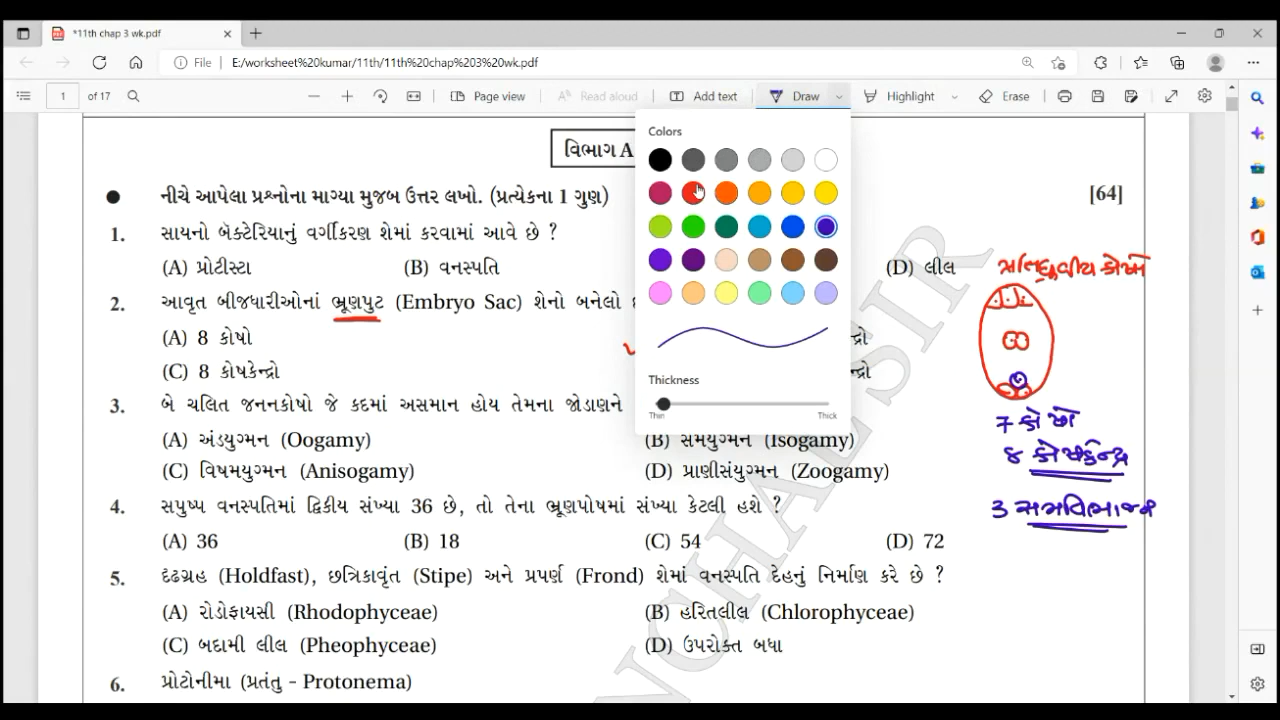 *11th chap 3 wk.pdf
File E:/worksheet%20kumar/11th/11th%20chap%203%20wk.pdf
1 of 17 Page view Read aloud Add text Draw Highlight Erase
Colors
Thickness
Thin Thick
વિભાગ A
● નીચે આપેલા પ્રશ્નોના માગ્યા મુજબ ઉત્તર લખો. (પ્રત્યેકના 1 ગુણ) [64]
1. સાયનો બૅક્ટેરિયાનું વર્ગીકરણ શેમાં કરવામાં આવે છે ?
(A) પ્રોટીસ્ટા (B) વનસ્પતિ (D) લીલ
2. આવૃત બીજધારીઓનાં ભ્રૂણપુટ (Embryo Sac) શેનો બનેલો
(A) 8 કોષો
(C) 8 કોષકેન્દ્રો
3. બે ચલિત જનનકોષો જે કદમાં અસમાન હોય તેમના જોડાણને
(A) અંડયુગ્મન (Oogamy) (B) સમયુગ્મન (Isogamy)
(C) વિષમયુગ્મન (Anisogamy) (D) પ્રાણીસંયુગ્મન (Zoogamy)
4. સપુષ્પ વનસ્પતિમાં દ્વિકીય સંખ્યા 36 છે, તો તેના ભ્રૂણપોષમાં સંખ્યા કેટલી હશે ?
(A) 36 (B) 18 (C) 54 (D) 72
5. દૃઢગ્રહ (Holdfast), છત્રિકાવૃંત (Stipe) અને પ્રપર્ણ (Frond) શેમાં વનસ્પતિ દેહનું નિર્માણ કરે છે ?
(A) રોડોફાયસી (Rhodophyceae) (B) હરિતલીલ (Chlorophyceae)
(C) બદામી લીલ (Pheophyceae) (D) ઉપરોક્ત બધા
6. પ્રોટોનીમા (પ્રતંતુ - Protonema)
પ્રતિધ્રુવીય કોષો
7 કોષો
8 કોષકેન્દ્ર
3 સમવિભાજન
NCHAL SIR